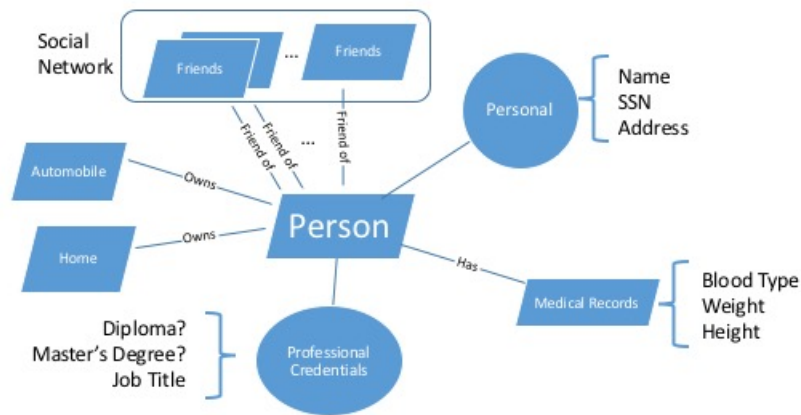 Social
Network
Friends
...
Friends
Friend of
Friend of
...
Friend of
Personal
Name
SSN
Address
Automobile
Owns
Person
Home
Owns
Has
Medical Records
Blood Type
Weight
Height
Diploma?
Master's Degree?
Job Title
Professional
Credentials